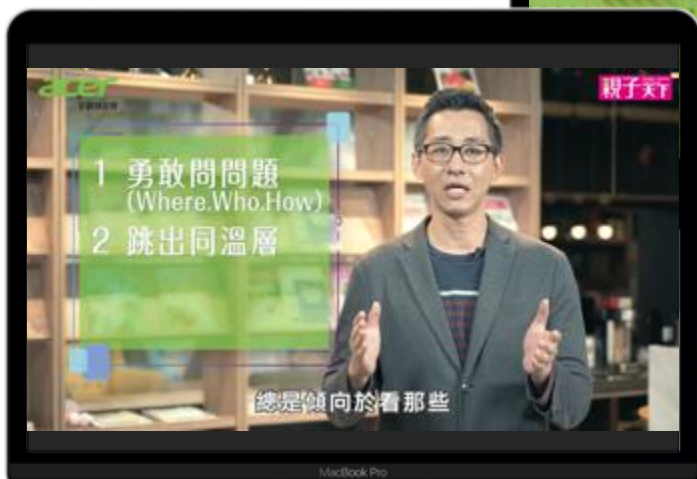 acer
親子天下
1 勇敢問問題
(Where.Who.How)
2 跳出同溫層
總是傾向於看那些
MacBook Pro